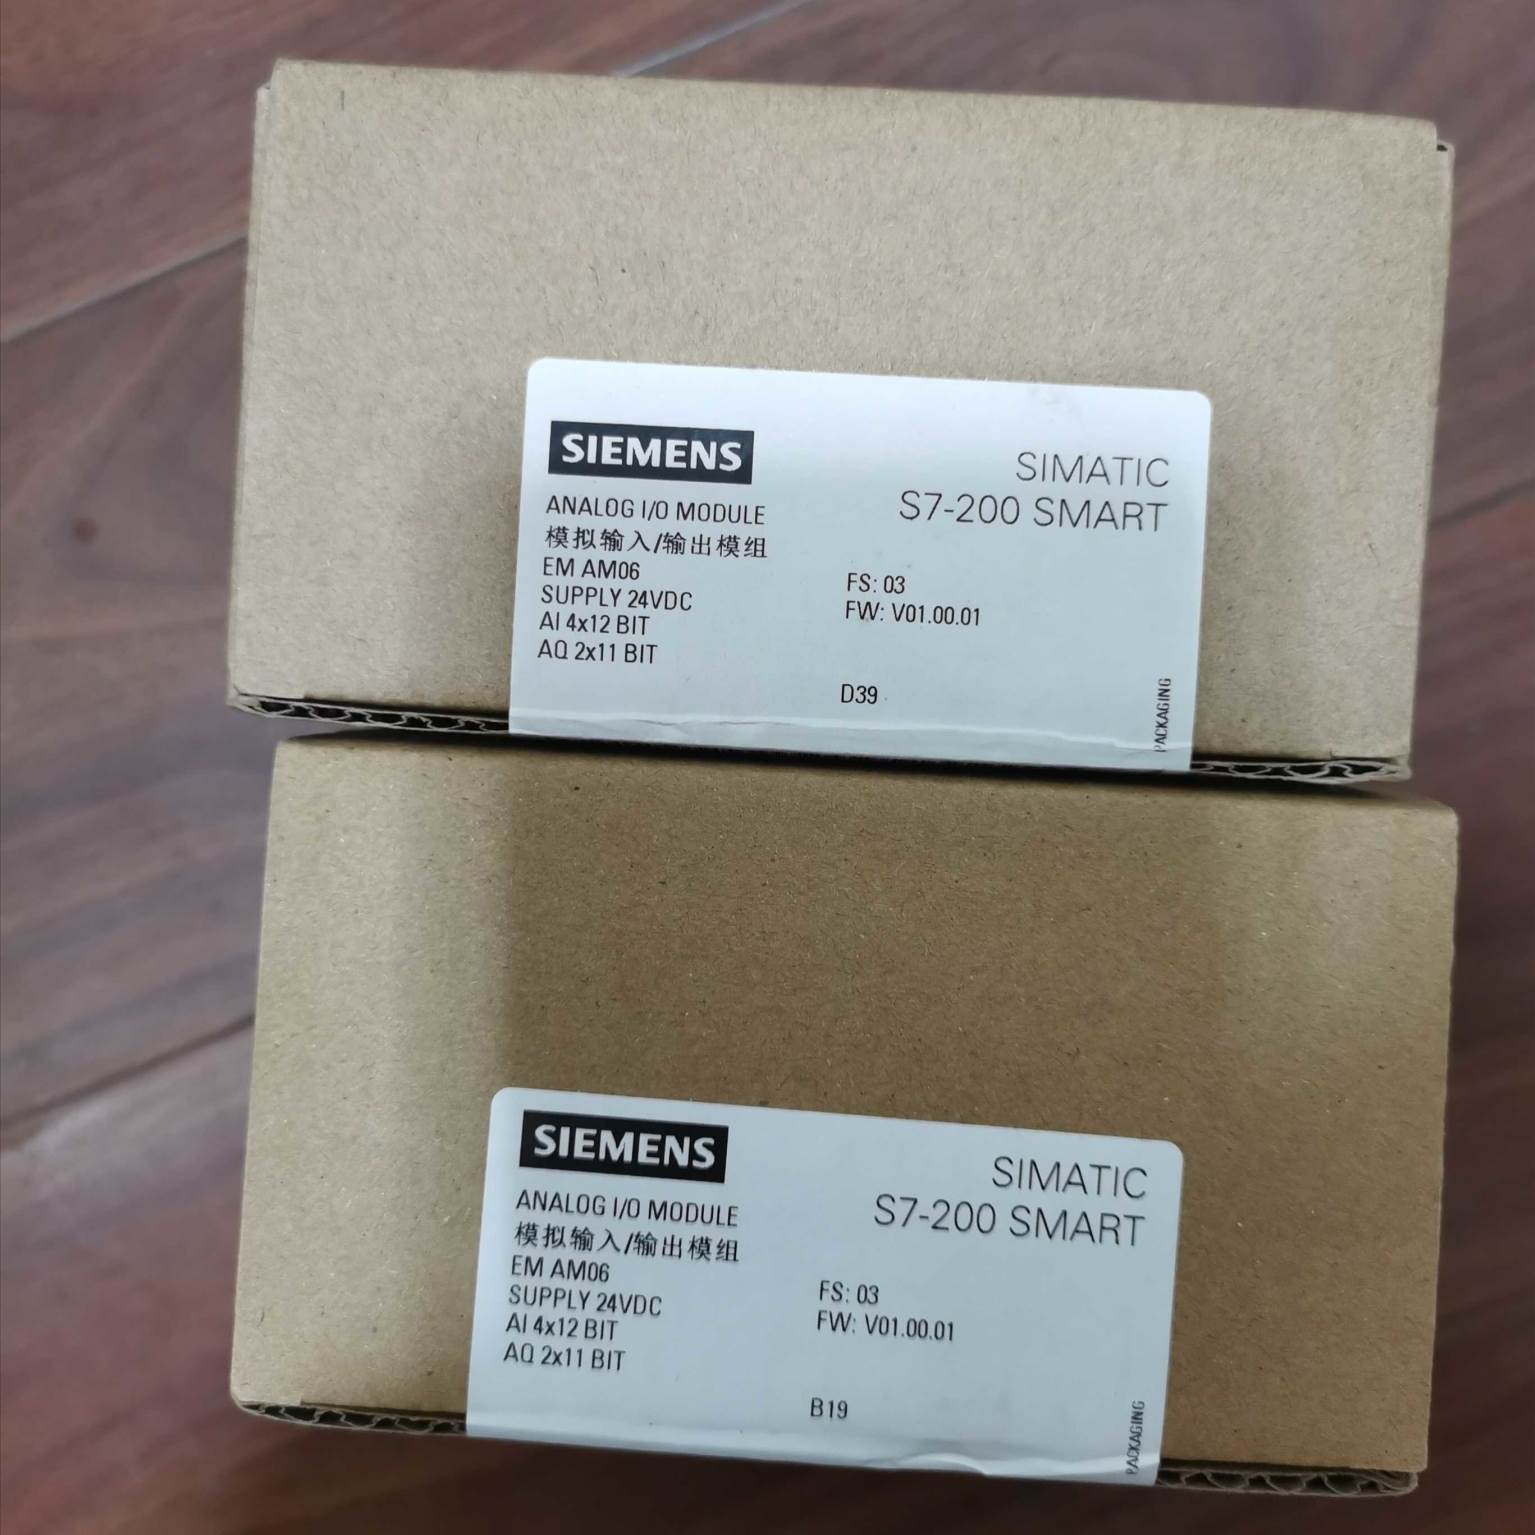 SIEMENS
SIMATIC
S7-200 SMART
ANALOG I/O MODULE
模拟输入/输出模组
EM AM06
SUPPLY 24VDC
AI 4x12 BIT
AQ 2x11 BIT
FS: 03
FW: V01.00.01
D39
PACKAGING
SIEMENS
SIMATIC
S7-200 SMART
ANALOG I/O MODULE
模拟输入/输出模组
EM AM06
SUPPLY 24VDC
AI 4x12 BIT
AQ 2x11 BIT
FS: 03
FW: V01.00.01
B19
PACKAGING